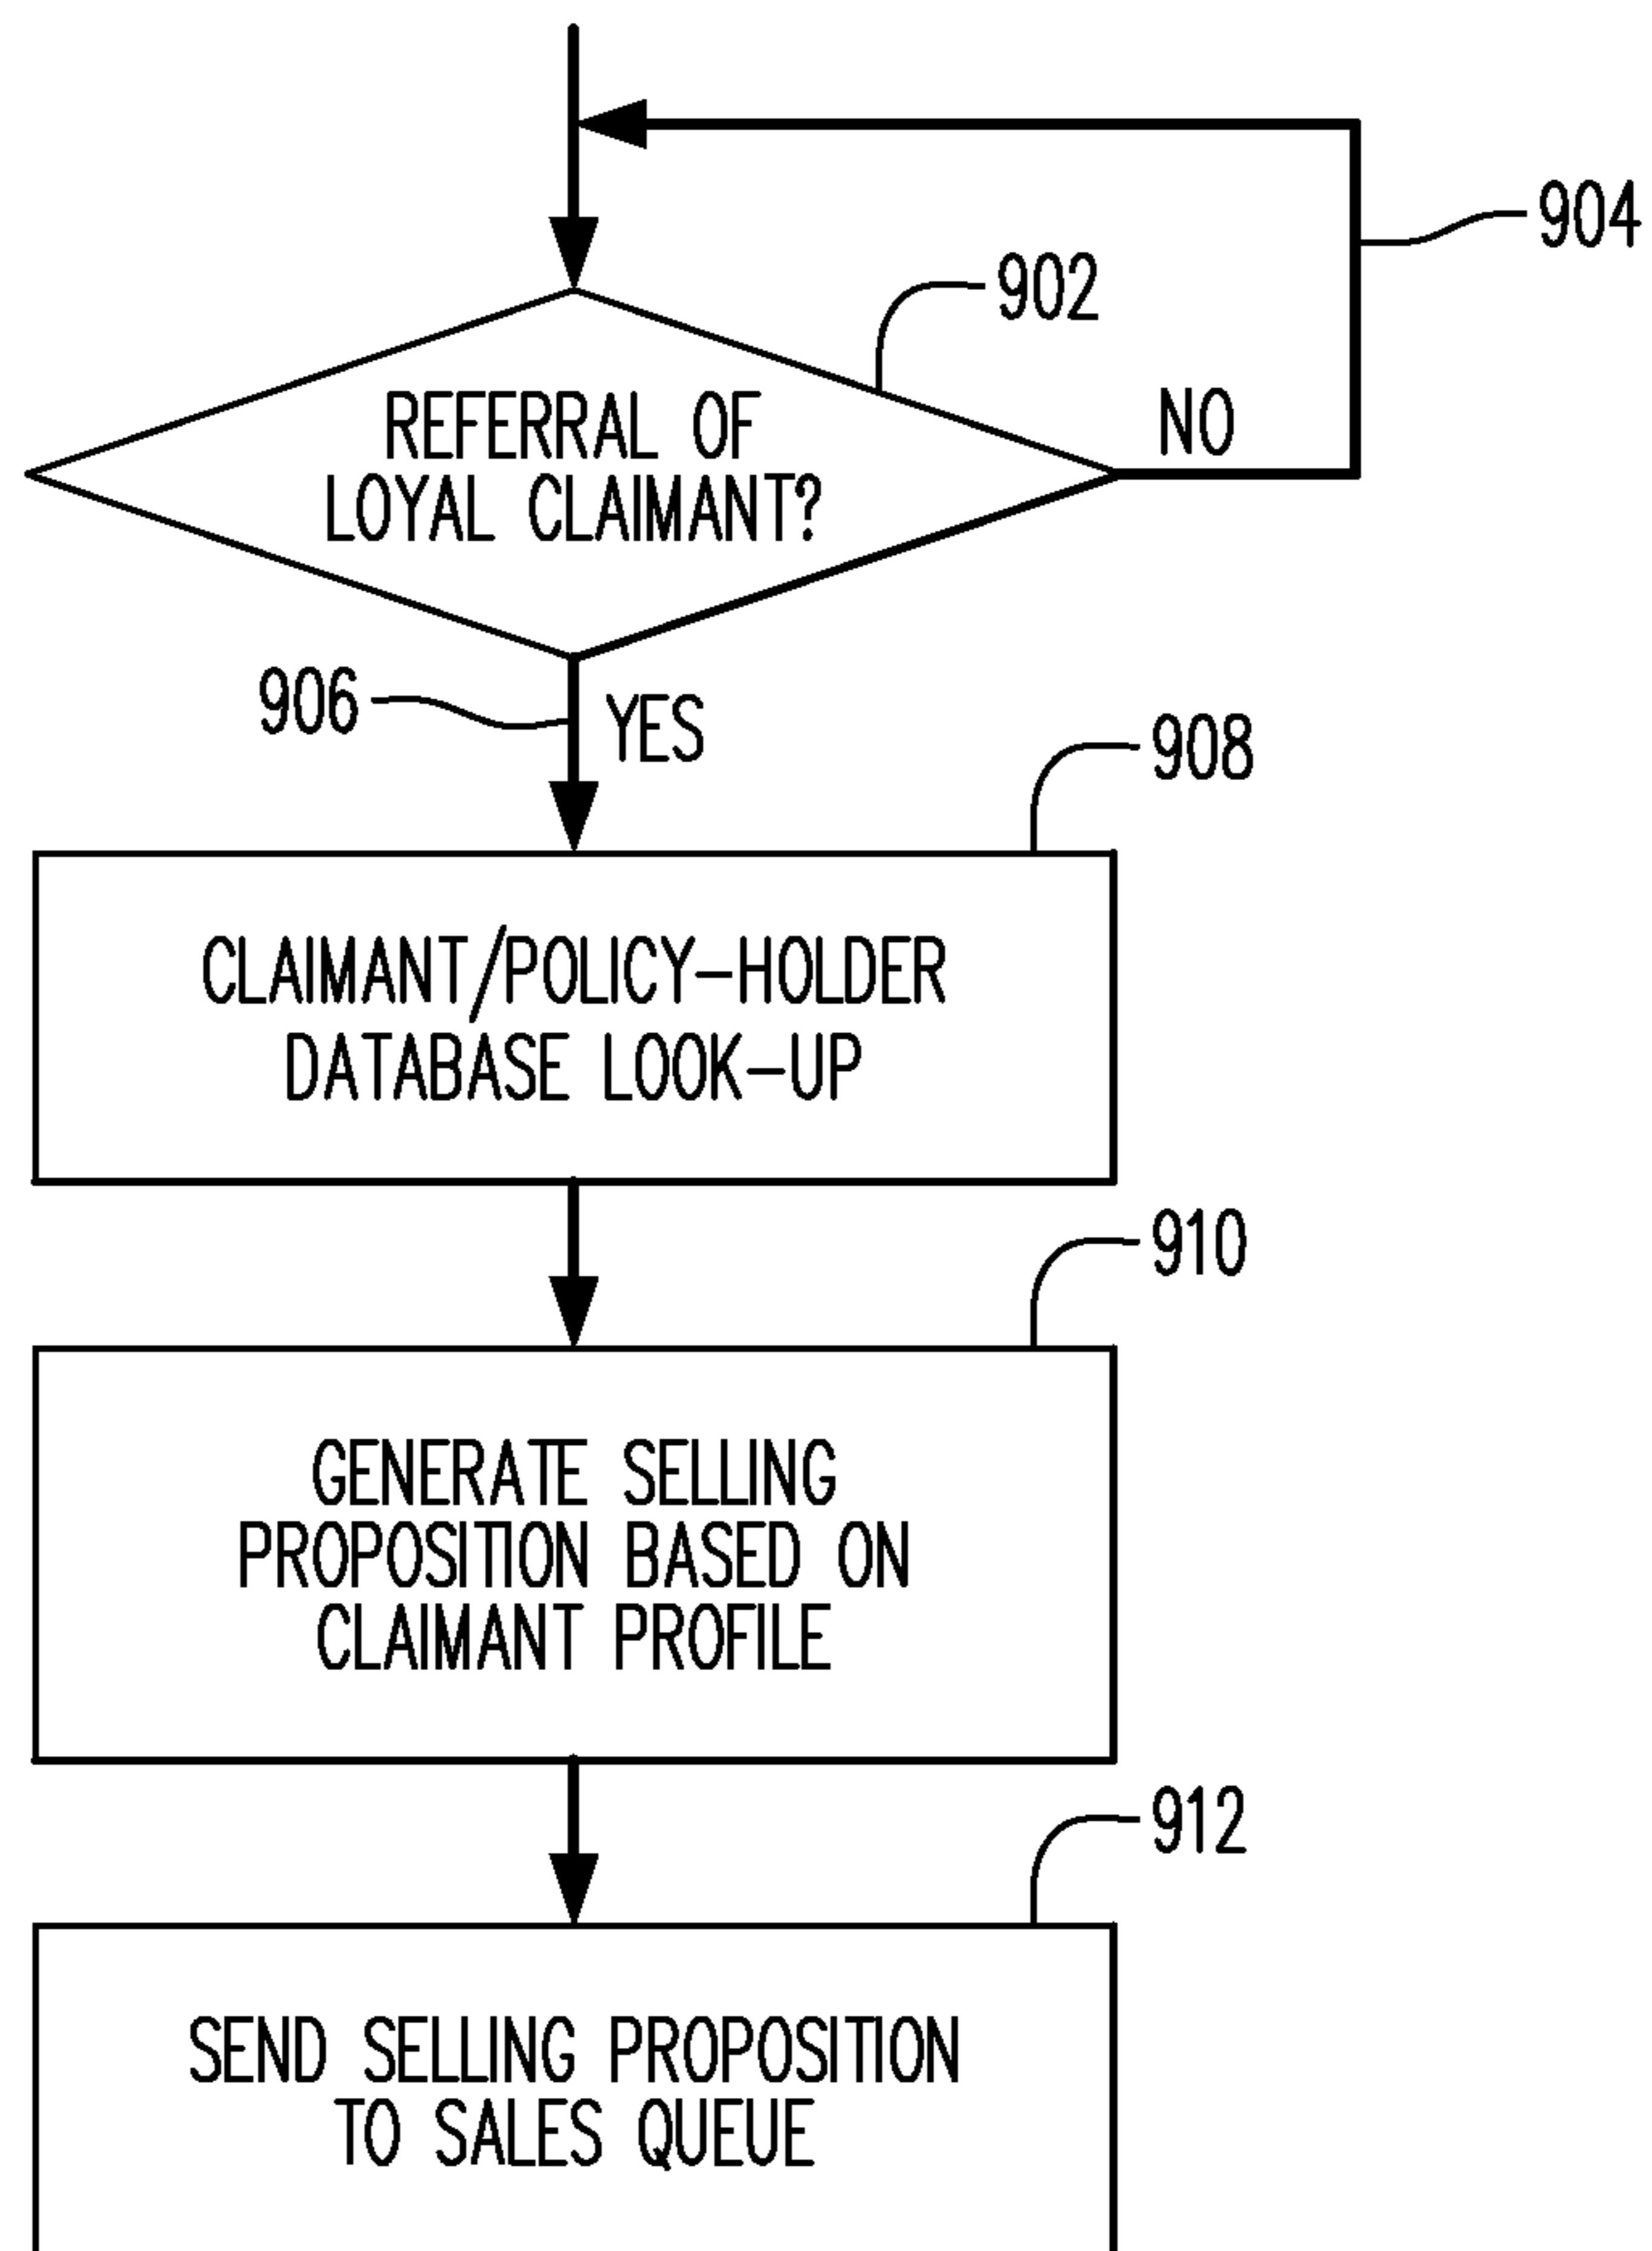 904
902
REFERRAL OF
LOYAL CLAIMANT?
NO
906
YES
908
CLAIMANT/POLICY-HOLDER
DATABASE LOOK-UP
910
GENERATE SELLING
PROPOSITION BASED ON
CLAIMANT PROFILE
912
SEND SELLING PROPOSITION
TO SALES QUEUE